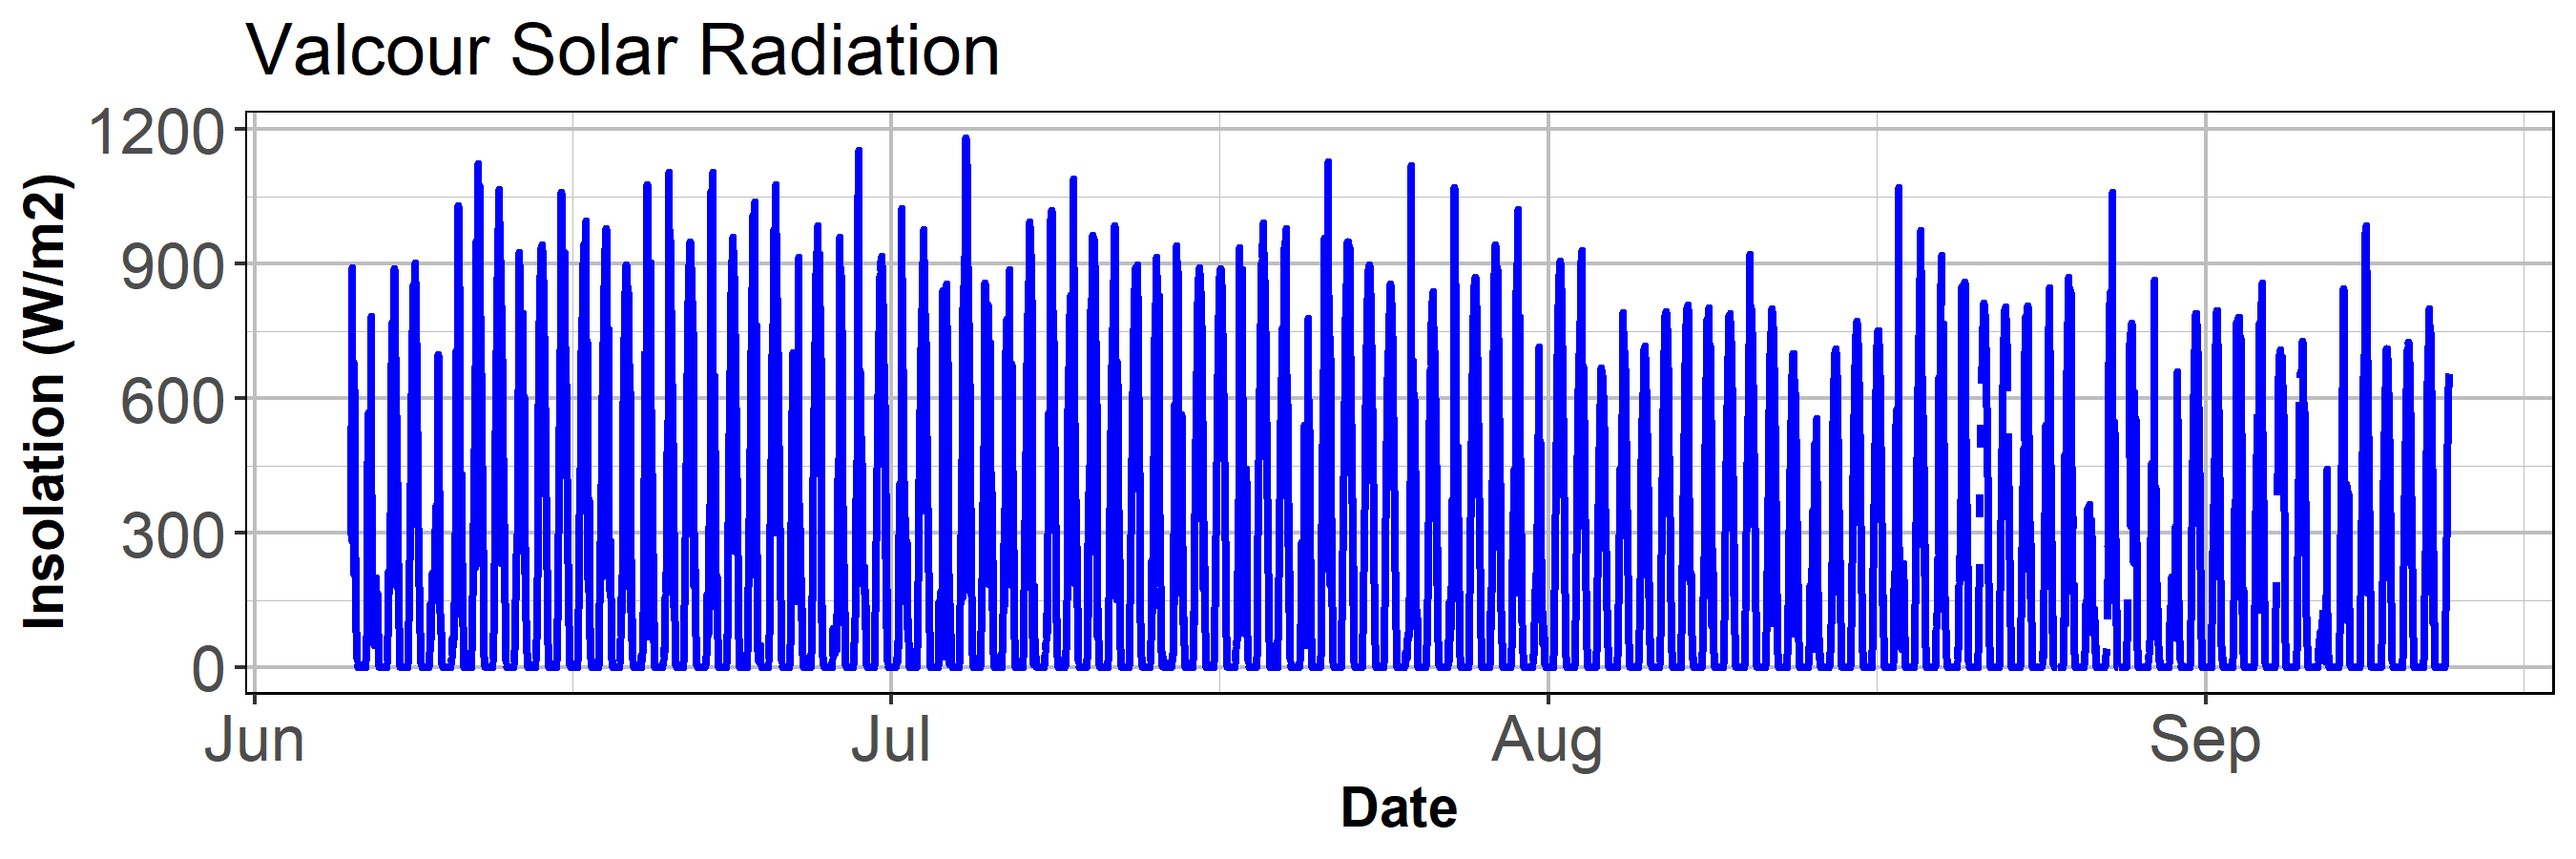 Valcour Solar Radiation
Insolation (W/m2)
1200
900
600
300
0
Jun Jul Aug Sep
Date